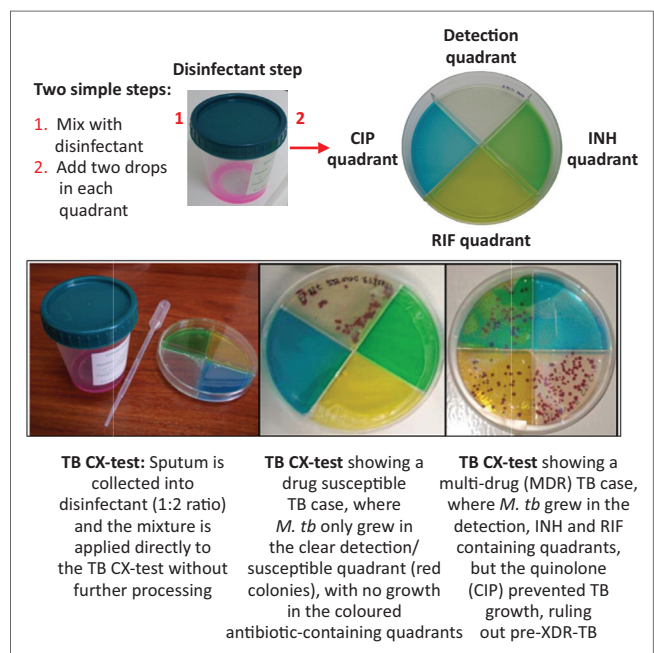 Detection
quadrant
Disinfectant step
Two simple steps:
1. Mix with
disinfectant
2. Add two drops
in each
quadrant
1
2
CIP
quadrant
INH
quadrant
RIF quadrant
TB CX-test: Sputum is
collected into
disinfectant (1:2 ratio)
and the mixture is
applied directly to
the TB CX-test without
further processing
TB CX-test showing a
drug susceptible
TB case, where
M. tb only grew in
the clear detection/
susceptible quadrant (red
colonies), with no growth
in the coloured
antibiotic-containing quadrants
TB CX-test showing a
multi-drug (MDR) TB case,
where M. tb grew in the
detection, INH and RIF
containing quadrants,
but the quinolone
(CIP) prevented TB
growth, ruling
out pre-XDR-TB